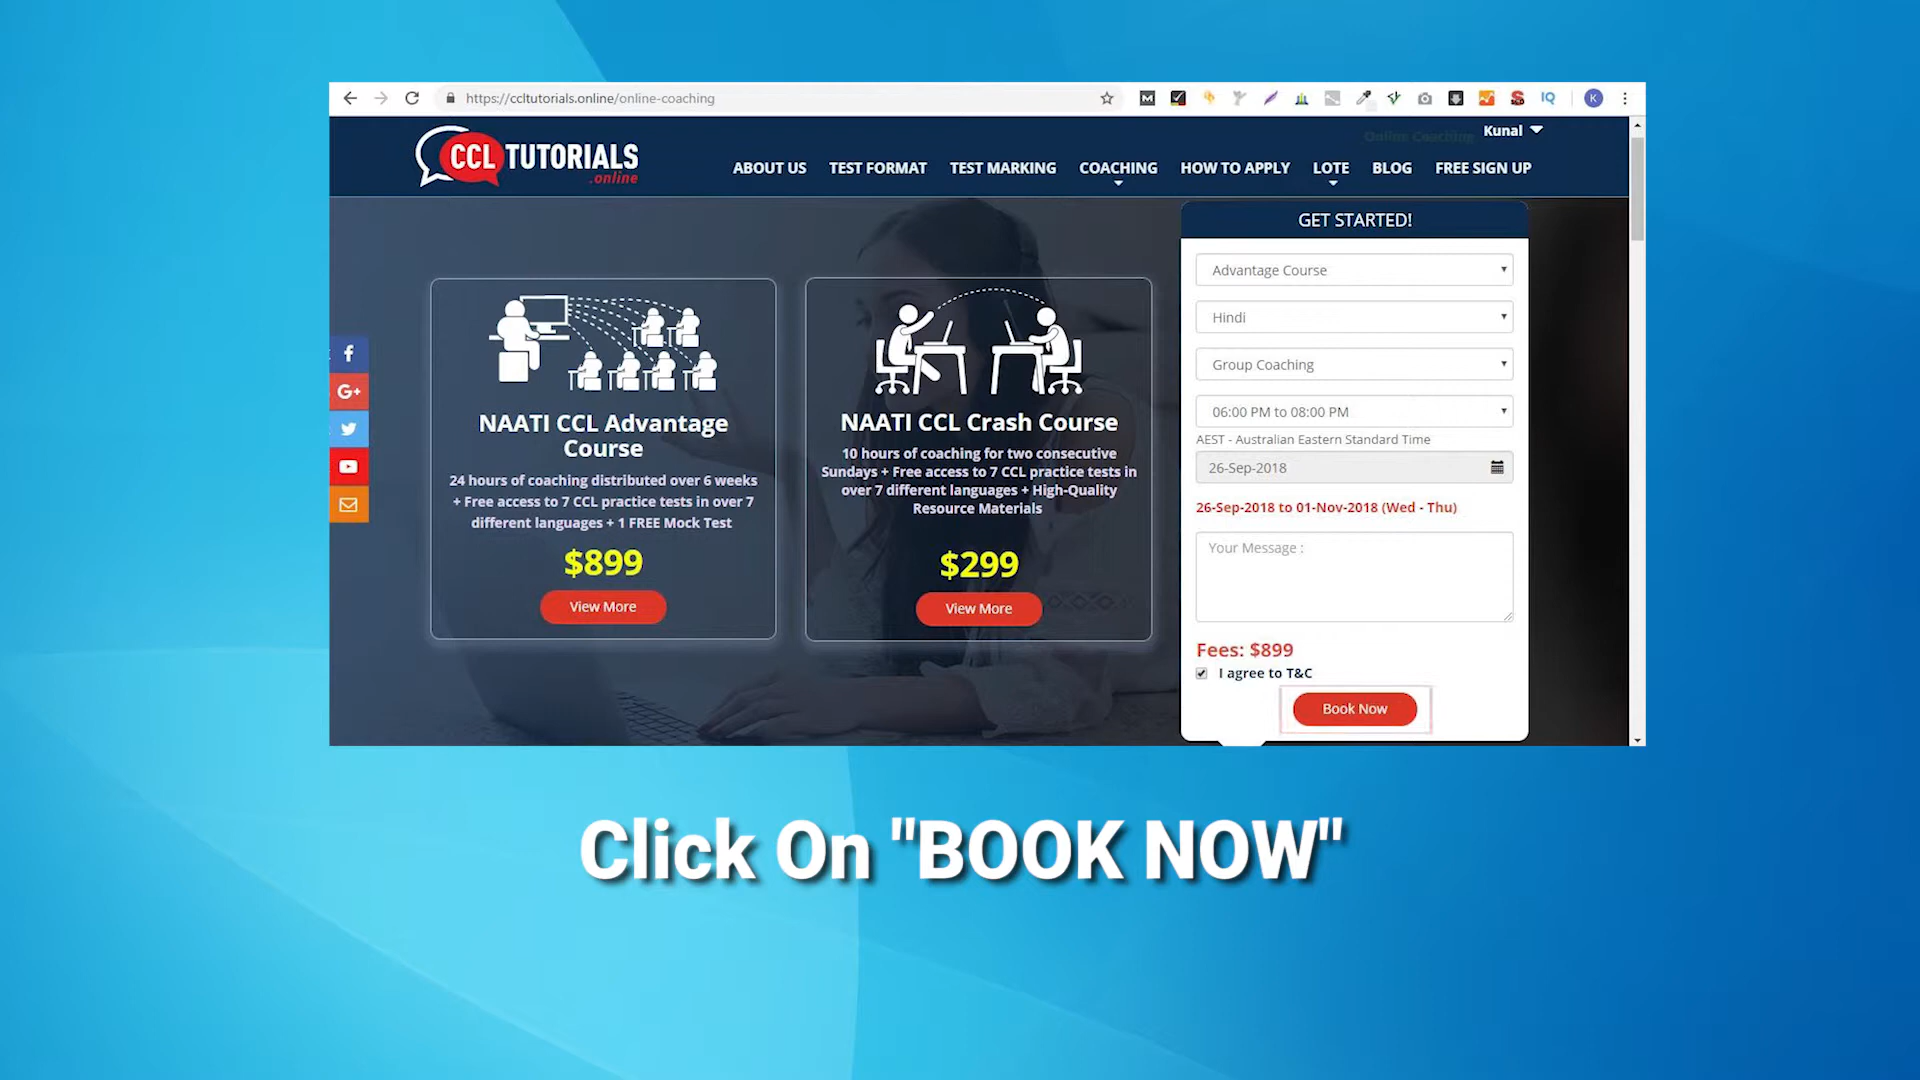 https://ccltutorials.online/online-coaching
M
IQ
K
CCL TUTORIALS
.online
Online Coaching
Kunal
ABOUT US
TEST FORMAT
TEST MARKING
COACHING
HOW TO APPLY
LOTE
BLOG
FREE SIGN UP
f
G+
NAATI CCL Advantage
Course
24 hours of coaching distributed over 6 weeks
+ Free access to 7 CCL practice tests in over 7
different languages + 1 FREE Mock Test
$899
View More
NAATI CCL Crash Course
10 hours of coaching for two consecutive
Sundays + Free access to 7 CCL practice tests in
over 7 different languages + High-Quality
Resource Materials
$299
View More
GET STARTED!
Advantage Course
Hindi
Group Coaching
06:00 PM to 08:00 PM
AEST - Australian Eastern Standard Time
26-Sep-2018
26-Sep-2018 to 01-Nov-2018 (Wed - Thu)
Your Message :
Fees: $899
I agree to T&C
Book Now
Click On "BOOK NOW"